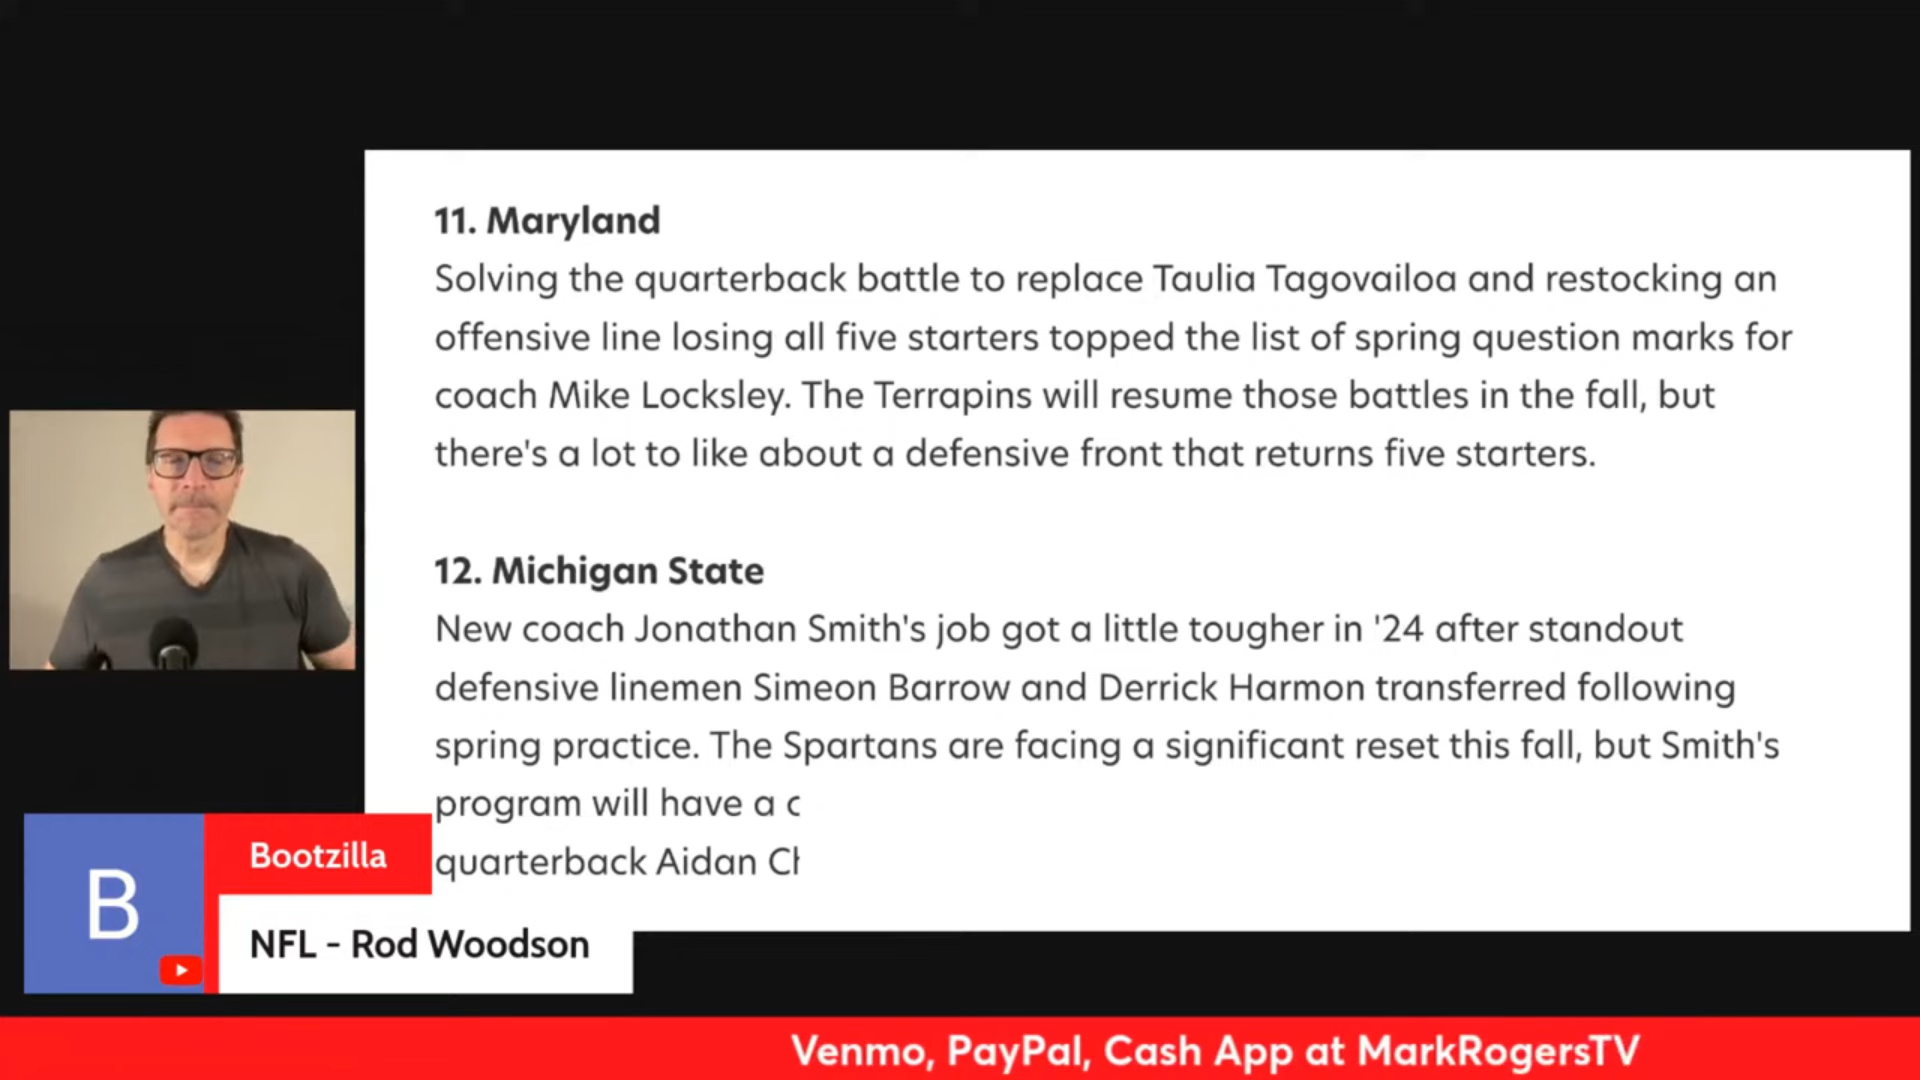 11. Maryland
Solving the quarterback battle to replace Taulia Tagovailoa and restocking an
offensive line losing all five starters topped the list of spring question marks for
coach Mike Locksley. The Terrapins will resume those battles in the fall, but
there's a lot to like about a defensive front that returns five starters.
12. Michigan State
New coach Jonathan Smith's job got a little tougher in '24 after standout
defensive linemen Simeon Barrow and Derrick Harmon transferred following
spring practice. The Spartans are facing a significant reset this fall, but Smith's
program will have a
quarterback Aidan
B
Bootzilla
NFL - Rod Woodson
Venmo, PayPal, Cash App at MarkRogersTV